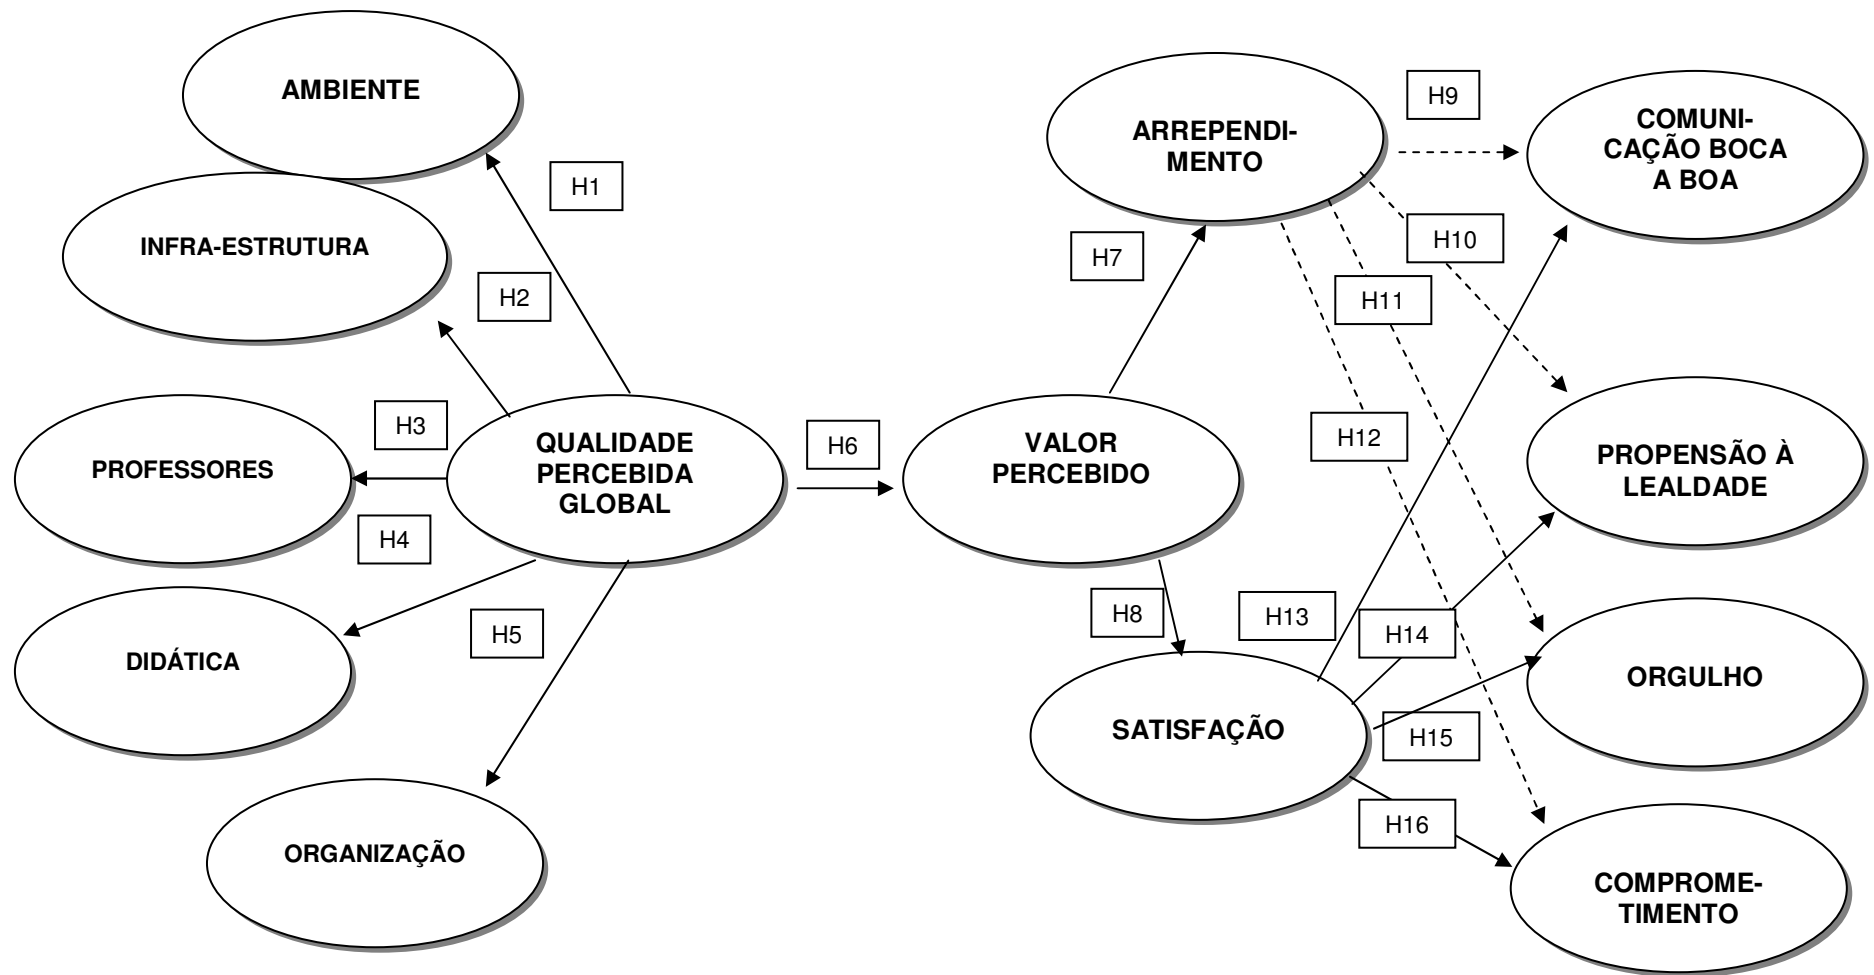 AMBIENTE
H1
INFRA-ESTRUTURA
H2
H3
PROFESSORES
QUALIDADE
PERCEBIDA
GLOBAL
H4
DIDÁTICA
H5
ORGANIZAÇÃO
H6
VALOR
PERCEBIDO
H7
ARREPENDI-
MENTO
H8
SATISFAÇÃO
H9
H10
H11
H12
H13
H14
H15
H16
COMUNI-
CAÇÃO BOCA
A BOA
PROPENSÃO À
LEALDADE
ORGULHO
COMPROME-
TIMENTO